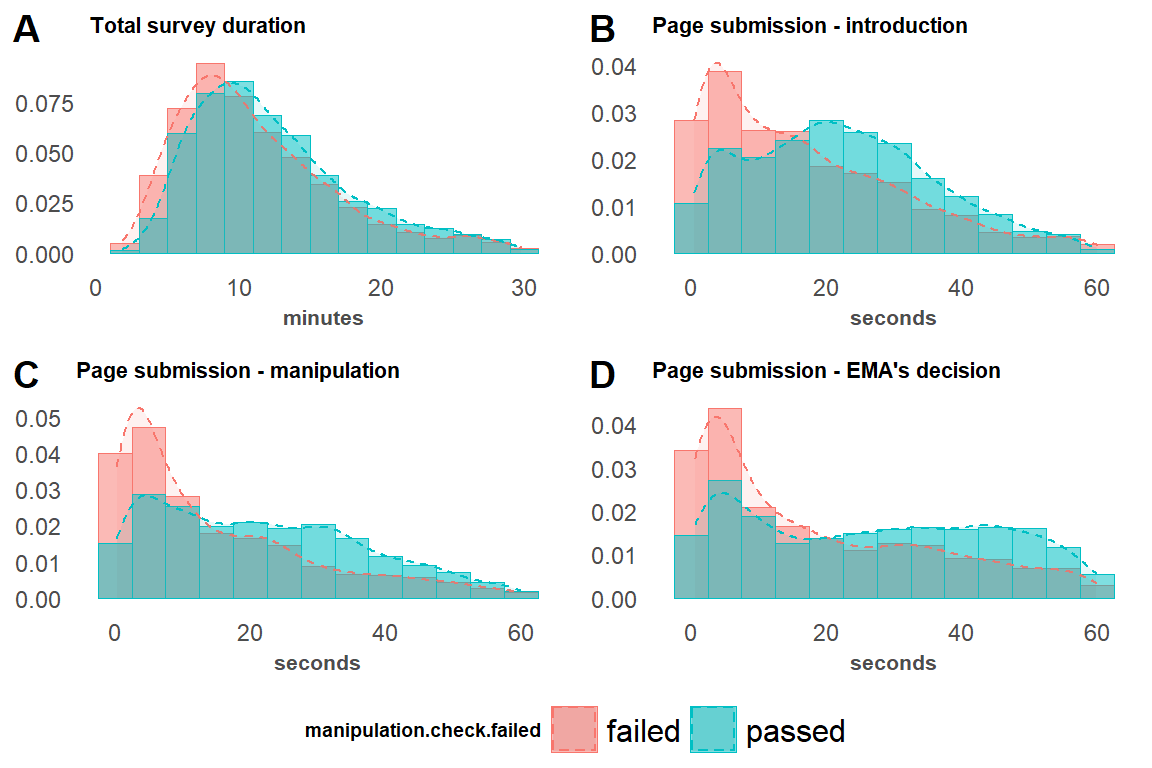 A Total survey duration
0.075
0.050
0.025
0.000
0 10 20 30
minutes
B Page submission - introduction
0.04
0.03
0.02
0.01
0.00
0 20 40 60
seconds
C Page submission - manipulation
0.05
0.04
0.03
0.02
0.01
0.00
0 20 40 60
seconds
D Page submission - EMA's decision
0.04
0.03
0.02
0.01
0.00
0 20 40 60
seconds
manipulation.check.failed failed passed